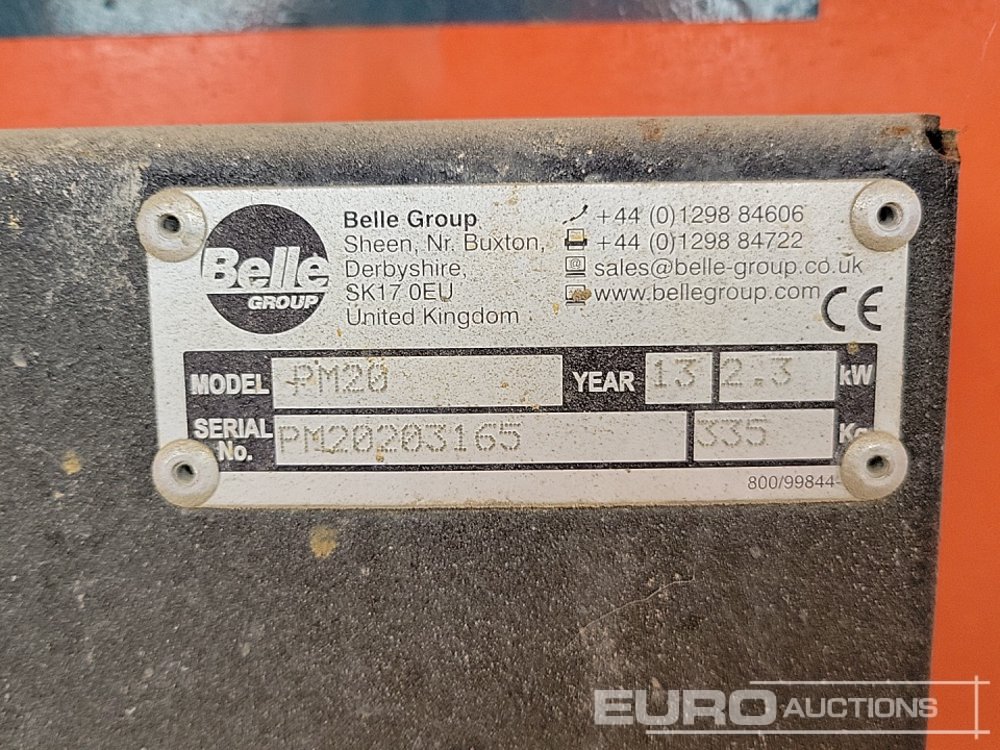 Belle
GROUP
Belle Group
Sheen, Nr. Buxton,
Derbyshire,
SK17 0EU
United Kingdom
+44 (0)1298 84606
+44 (0)1298 84722
sales@belle-group.co.uk
www.bellegroup.com
CE
MODEL PM20 YEAR 13 2.3 kW
SERIAL No. PM20203165 335 Kg
800/99844
EURO AUCTIONS